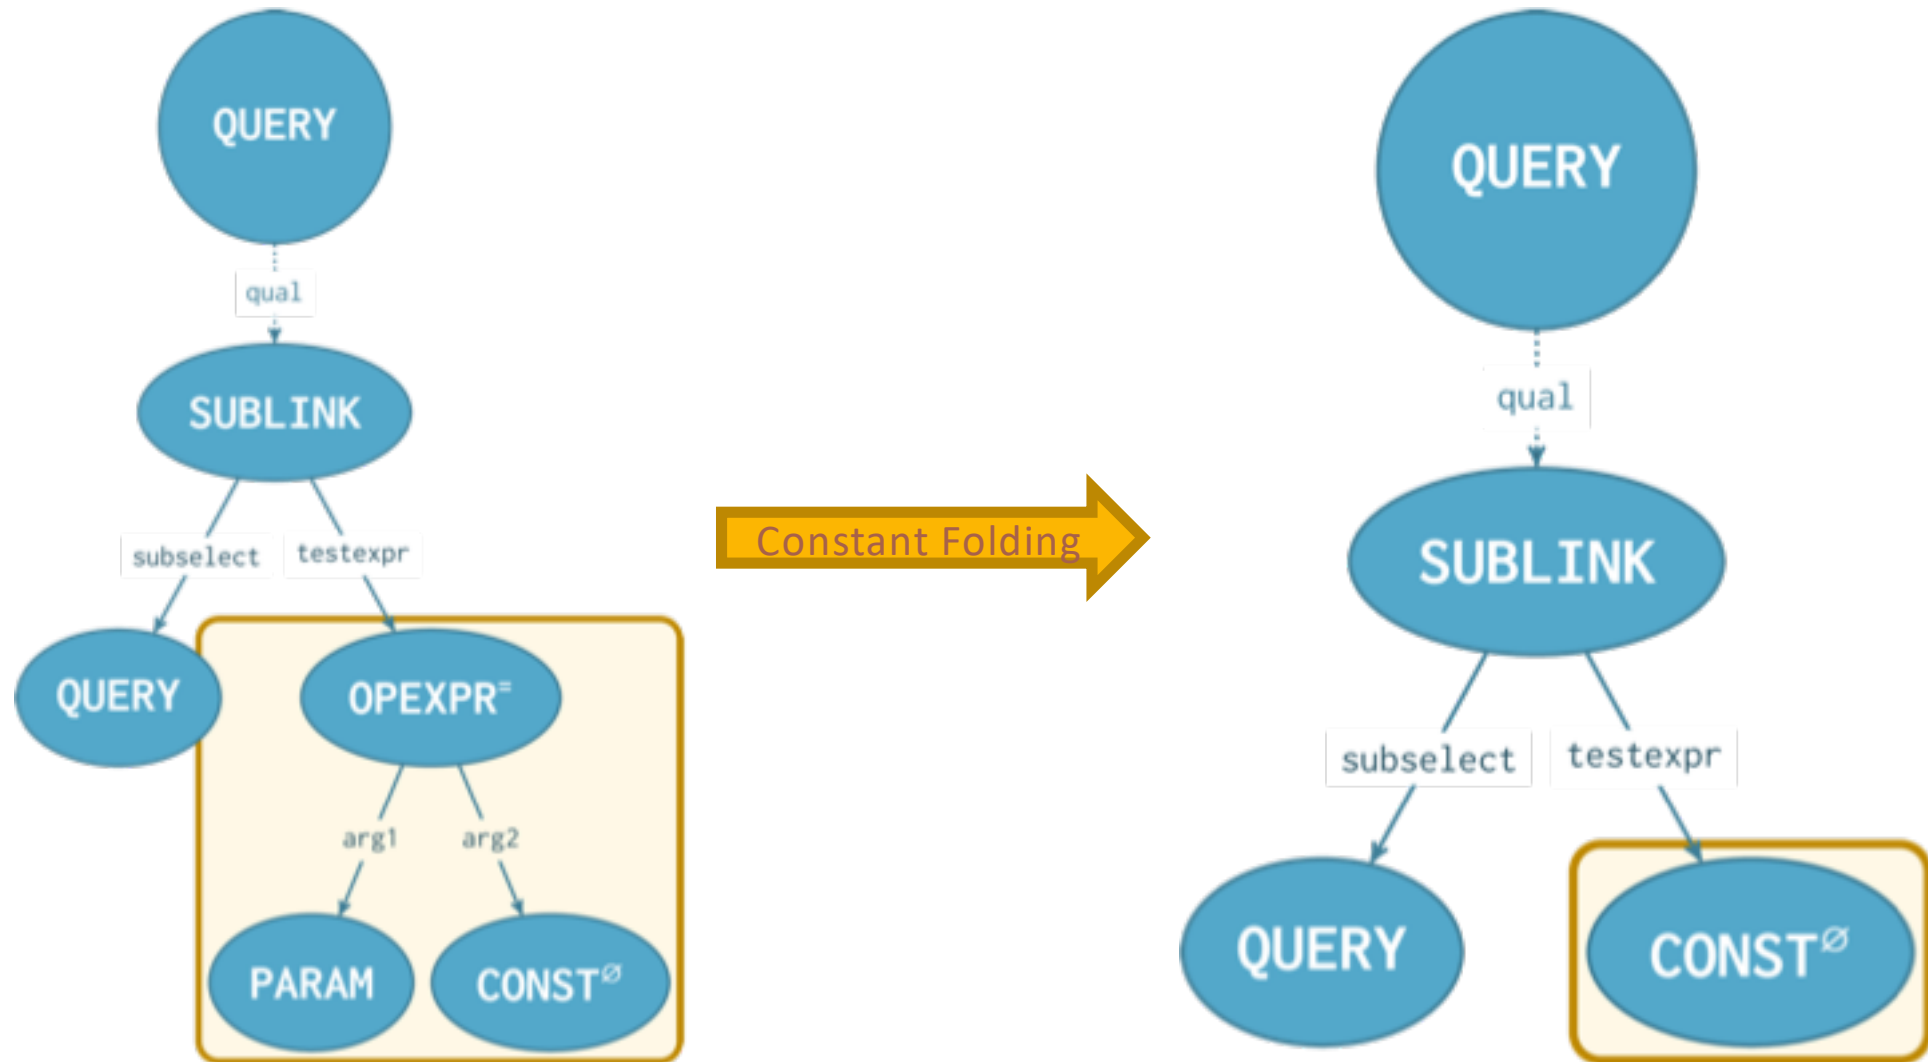 QUERY
qual
SUBLINK
subselect
testexpr
QUERY
OPEXPR⁼
arg1
arg2
PARAM
CONST∅
Constant Folding
QUERY
qual
SUBLINK
subselect
testexpr
QUERY
CONST∅